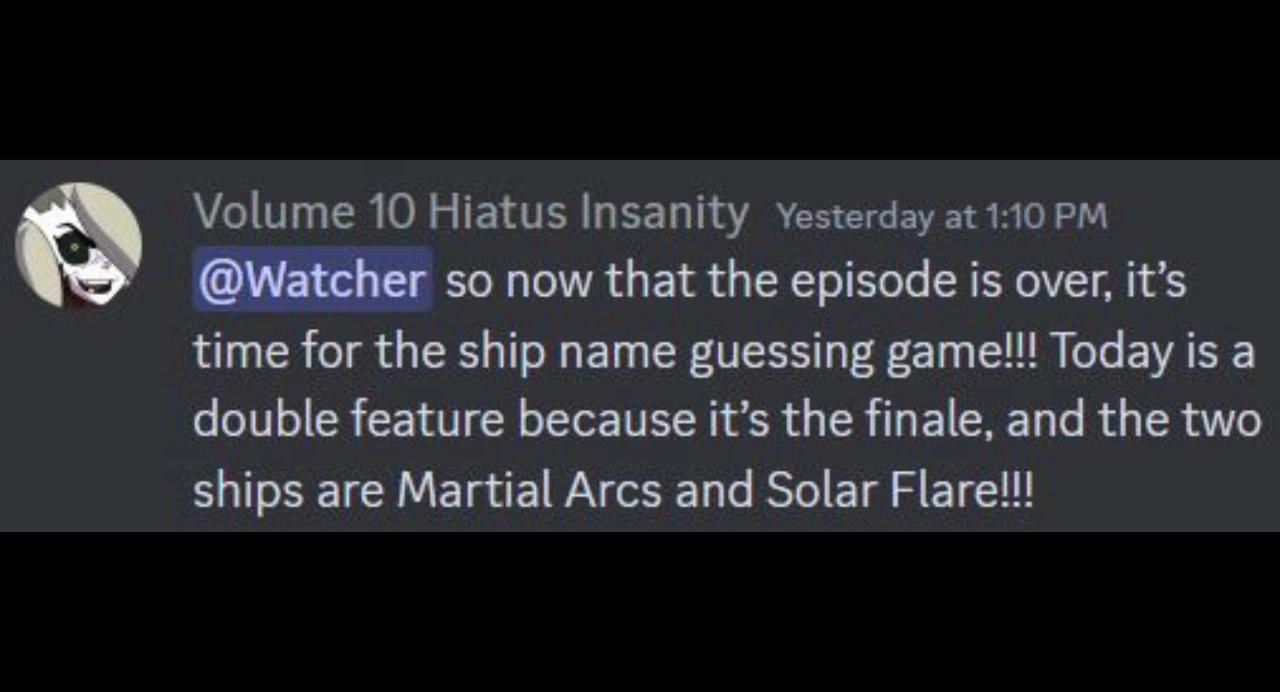 Volume 10 Hiatus Insanity Yesterday at 1:10 PM
@Watcher so now that the episode is over, it’s
time for the ship name guessing game!!! Today is a
double feature because it’s the finale, and the two
ships are Martial Arcs and Solar Flare!!!